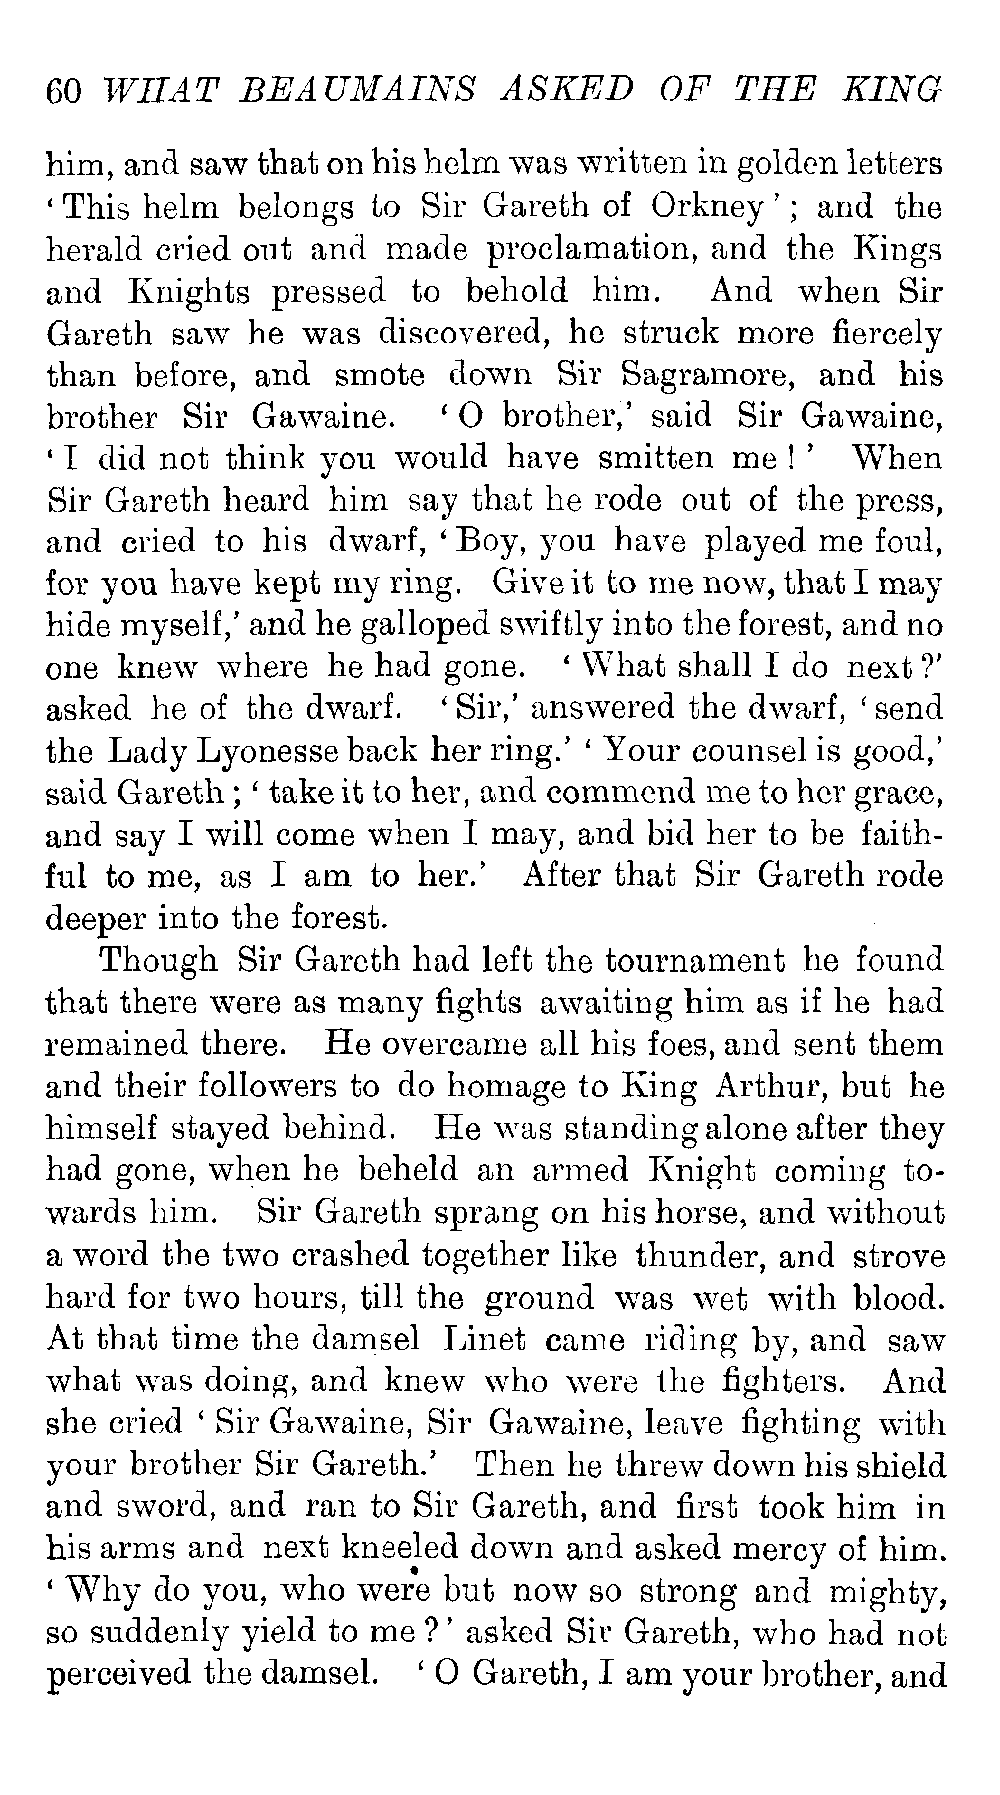 60 WHAT BEAUMAINS ASKED OF THE KING
him, and saw that on his helm was written in golden letters
‘ This helm belongs to Sir Gareth of Orkney ’ ; and the
herald cried out and made proclamation, and the Kings
and Knights pressed to behold him. And when Sir
Gareth saw he was discovered, he struck more fiercely
than before, and smote down Sir Sagramore, and his
brother Sir Gawaine. ‘ O brother,’ said Sir Gawaine,
‘ I did not think you would have smitten me ! ’ When
Sir Gareth heard him say that he rode out of the press,
and cried to his dwarf, ‘ Boy, you have played me foul,
for you have kept my ring. Give it to me now, that I may
hide myself,’ and he galloped swiftly into the forest, and no
one knew where he had gone. ‘ What shall I do next ?’
asked he of the dwarf. ‘ Sir,’ answered the dwarf, ‘ send
the Lady Lyonesse back her ring.’ ‘ Your counsel is good,’
said Gareth ; ‘ take it to her, and commend me to her grace,
and say I will come when I may, and bid her to be faith-
ful to me, as I am to her.’ After that Sir Gareth rode
deeper into the forest.
Though Sir Gareth had left the tournament he found
that there were as many fights awaiting him as if he had
remained there. He overcame all his foes, and sent them
and their followers to do homage to King Arthur, but he
himself stayed behind. He was standing alone after they
had gone, when he beheld an armed Knight coming to-
wards him. Sir Gareth sprang on his horse, and without
a word the two crashed together like thunder, and strove
hard for two hours, till the ground was wet with blood.
At that time the damsel Linet came riding by, and saw
what was doing, and knew who were the fighters. And
she cried ‘ Sir Gawaine, Sir Gawaine, leave fighting with
your brother Sir Gareth.’ Then he threw down his shield
and sword, and ran to Sir Gareth, and first took him in
his arms and next kneeled down and asked mercy of him.
‘ Why do you, who were but now so strong and mighty,
so suddenly yield to me ? ’ asked Sir Gareth, who had not
perceived the damsel. ‘ O Gareth, I am your brother, and